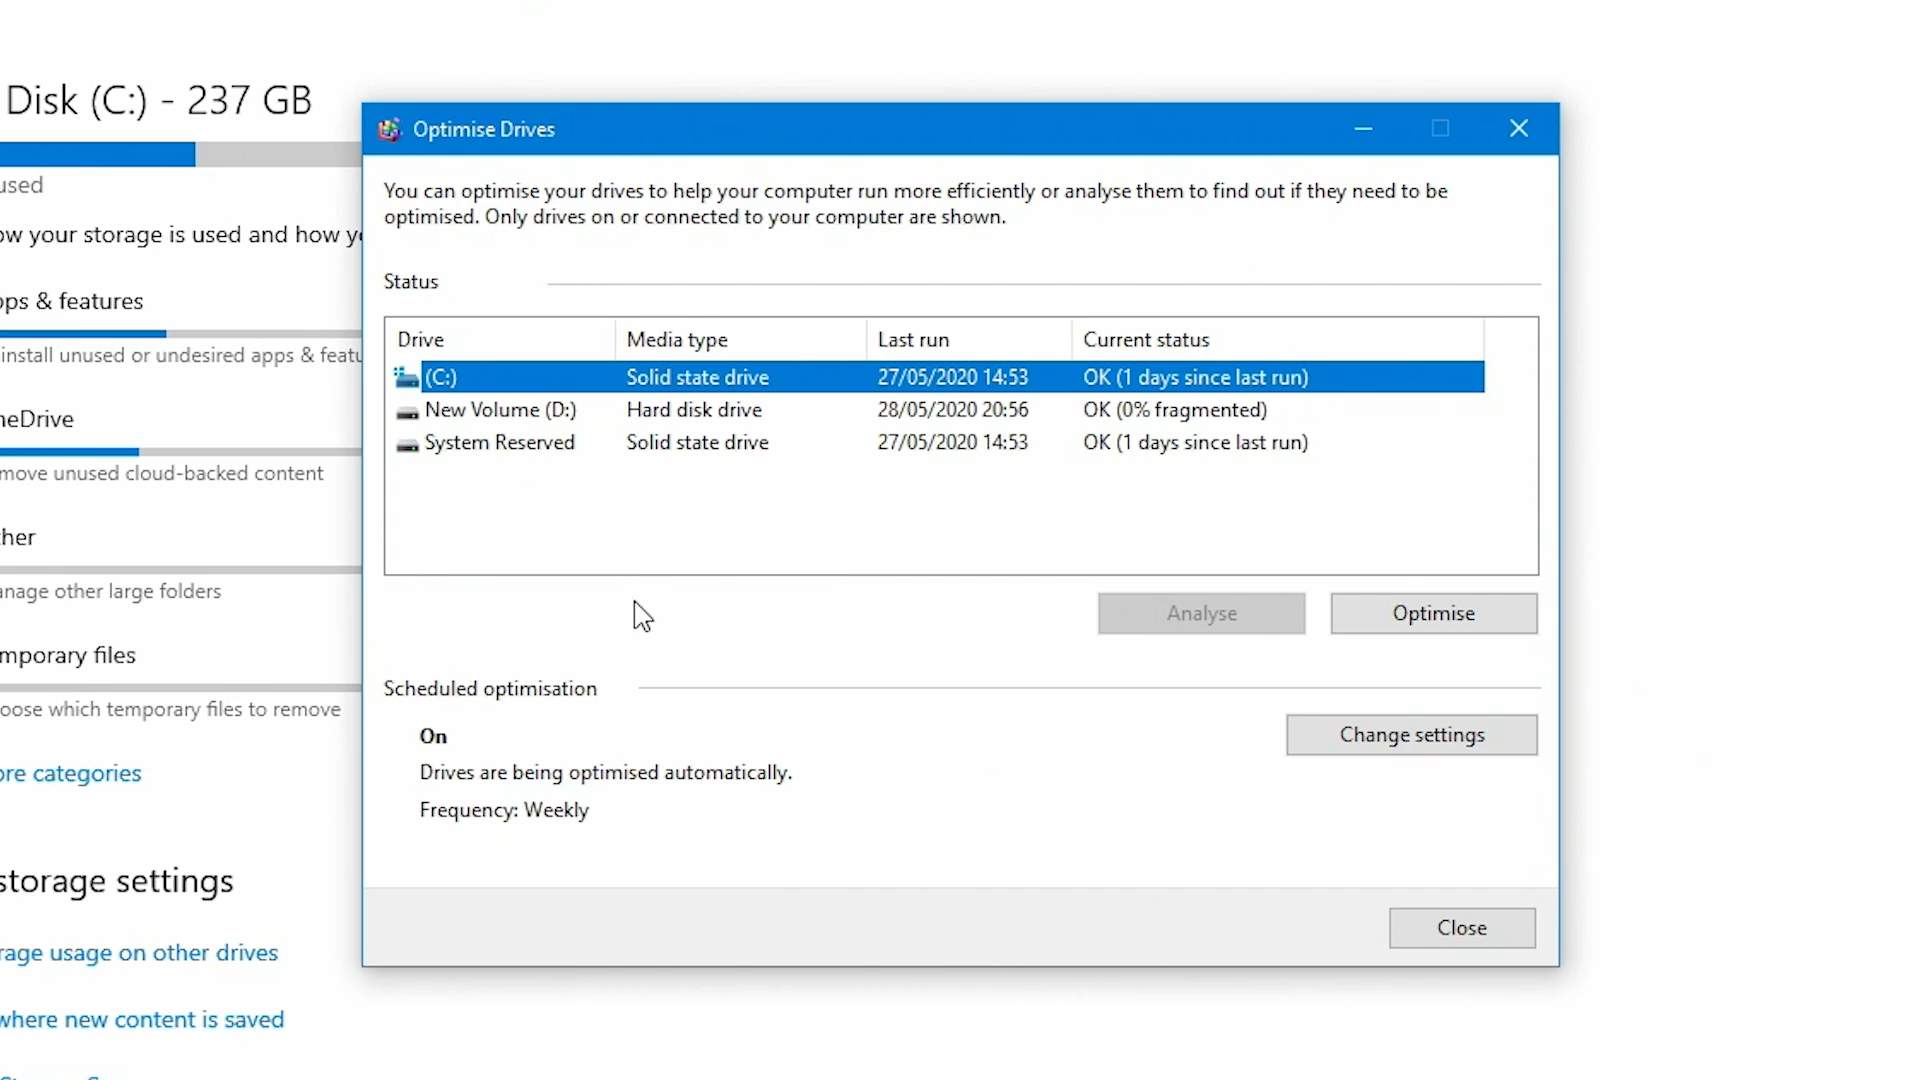 Disk (C:) - 237 GB
used
ow your storage is used and how yo
ps & features
install unused or undesired apps & featu
neDrive
move unused cloud-backed content
ther
anage other large folders
mporary files
oose which temporary files to remove
ore categories
storage settings
rage usage on other drives
where new content is saved
Optimise Drives
You can optimise your drives to help your computer run more efficiently or analyse them to find out if they need to be
optimised. Only drives on or connected to your computer are shown.
Status
Drive Media type Last run Current status
(C:) Solid state drive 27/05/2020 14:53 OK (1 days since last run)
New Volume (D:) Hard disk drive 28/05/2020 20:56 OK (0% fragmented)
System Reserved Solid state drive 27/05/2020 14:53 OK (1 days since last run)
Analyse Optimise
Scheduled optimisation
On
Change settings
Drives are being optimised automatically.
Frequency: Weekly
Close